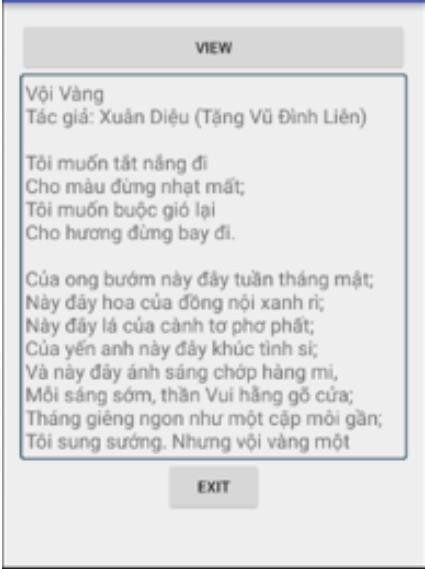 VIEW
Vội Vàng
Tác giả: Xuân Diệu (Tặng Vũ Đình Liên)
Tôi muốn tắt nắng đi
Cho màu đừng nhạt mất;
Tôi muốn buộc gió lại
Cho hương đừng bay đi.
Của ong bướm này đây tuần tháng mật;
Này đây hoa của đồng nội xanh rì;
Này đây lá của cành tơ phơ phất;
Của yến anh này đây khúc tình si;
Và này đây ánh sáng chớp hàng mi,
Mỗi sáng sớm, thần Vui hằng gõ cửa;
Tháng giêng ngon như một cặp môi gần;
Tôi sung sướng. Nhưng vội vàng một
EXIT